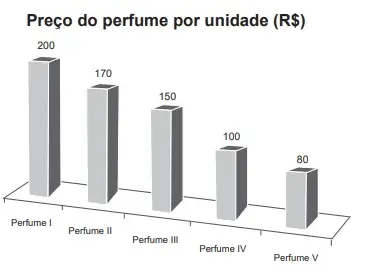 Preço do perfume por unidade (R$)
200
170
150
100
80
Perfume I
Perfume II
Perfume III
Perfume IV
Perfume V